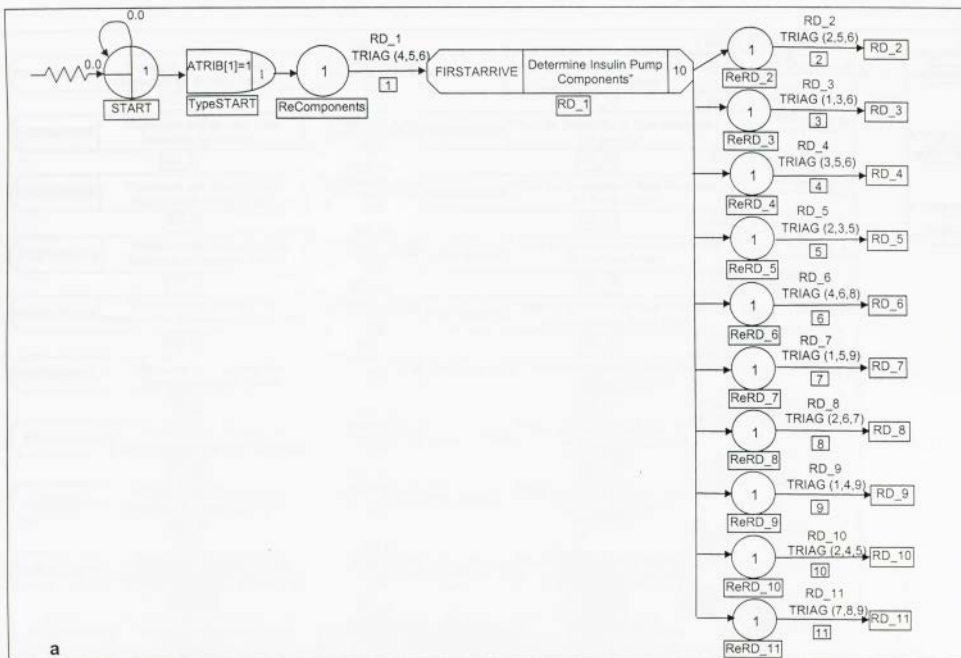 0.0
0.0
1
START
ATRIB[1]=1
1
TypeSTART
1
ReComponents
RD_1
TRIAG (4,5,6)
1
FIRSTARRIVE
Determine Insulin Pump
Components"
10
RD_1
1
ReRD_2
RD_2
TRIAG (2,5,6)
2
RD_2
1
ReRD_3
RD_3
TRIAG (1,3,6)
3
RD_3
1
ReRD_4
RD_4
TRIAG (3,5,6)
4
RD_4
1
ReRD_5
RD_5
TRIAG (2,3,5)
5
RD_5
1
ReRD_6
RD_6
TRIAG (4,6,8)
6
RD_6
1
ReRD_7
RD_7
TRIAG (1,5,9)
7
RD_7
1
ReRD_8
RD_8
TRIAG (2,6,7)
8
RD_8
1
ReRD_9
RD_9
TRIAG (1,4,9)
9
RD_9
1
ReRD_10
RD_10
TRIAG (2,4,5)
10
RD_10
1
ReRD_11
RD_11
TRIAG (7,8,9)
11
RD_11
a